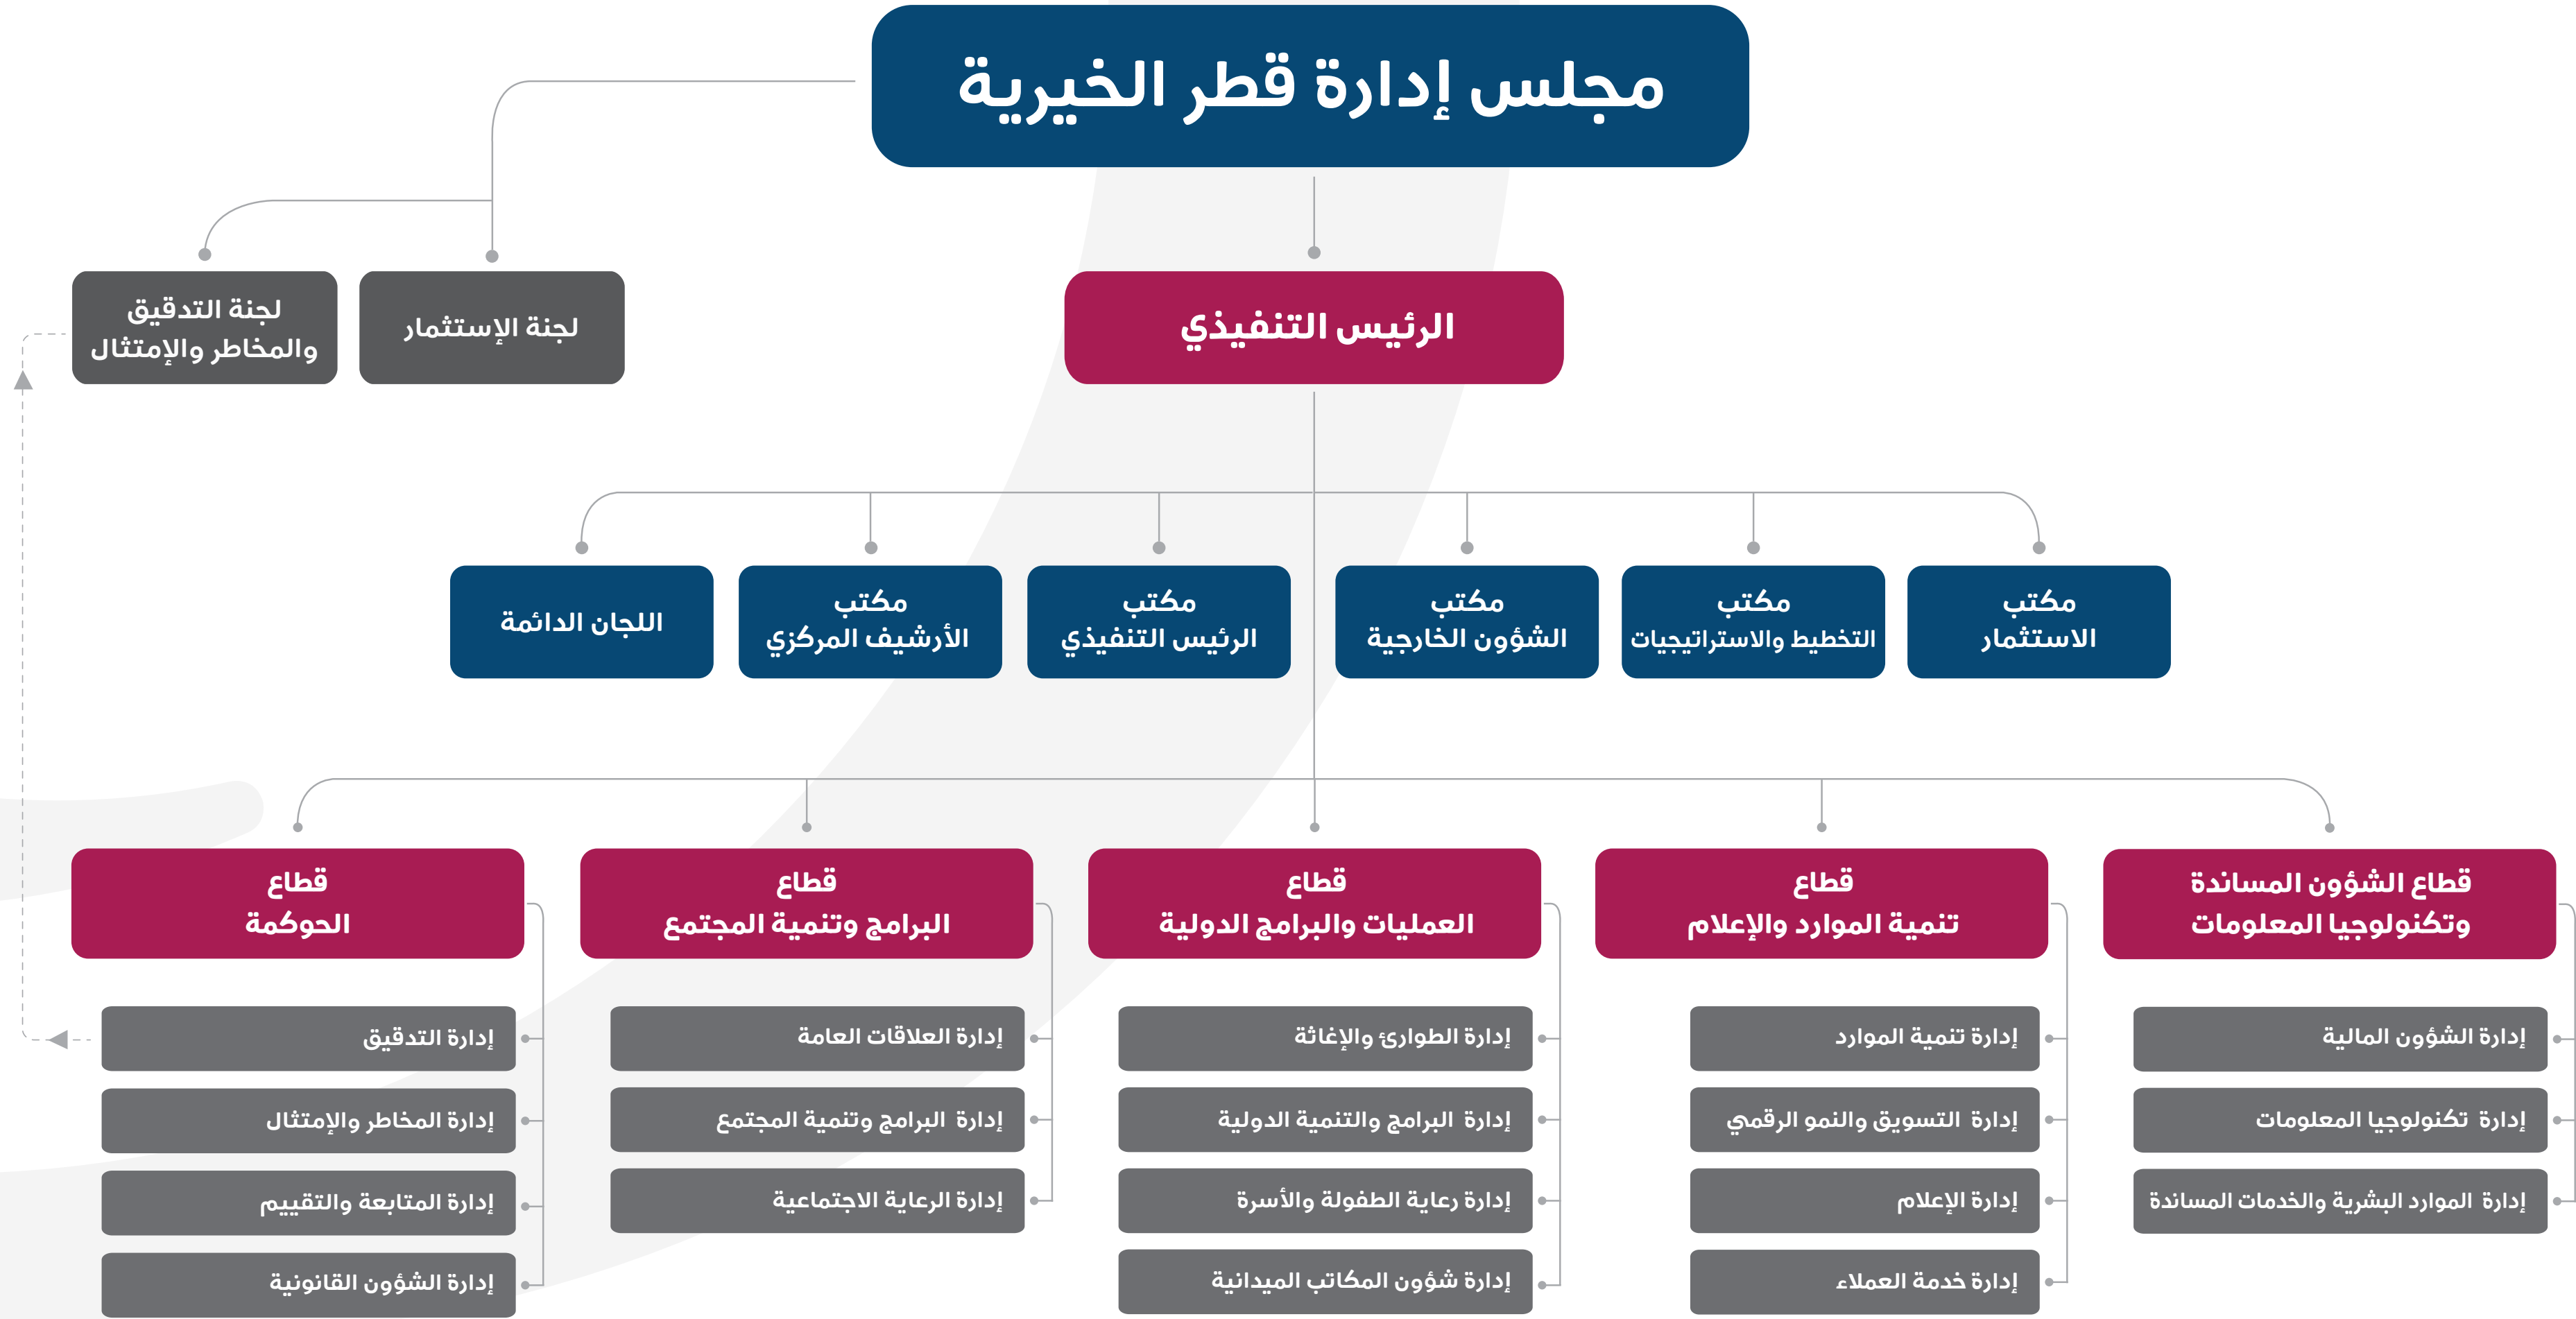 مجلس إدارة قطر الخيرية
الرئيس التنفيذي
لجنة الإستثمار
لجنة التدقيق
والمخاطر والإمتثال
مكتب
الاستثمار
مكتب
التخطيط والاستراتيجيات
مكتب
الشؤون الخارجية
مكتب
الرئيس التنفيذي
مكتب
الأرشيف المركزي
اللجان الدائمة
قطاع الشؤون المساندة
وتكنولوجيا المعلومات
إدارة الشؤون المالية
إدارة تكنولوجيا المعلومات
إدارة الموارد البشرية والخدمات المساندة
قطاع
تنمية الموارد والإعلام
إدارة تنمية الموارد
إدارة التسويق والنمو الرقمي
إدارة الإعلام
إدارة خدمة العملاء
قطاع
العمليات والبرامج الدولية
إدارة الطوارئ والإغاثة
إدارة البرامج والتنمية الدولية
إدارة رعاية الطفولة والأسرة
إدارة شؤون المكاتب الميدانية
قطاع
البرامج وتنمية المجتمع
إدارة العلاقات العامة
إدارة البرامج وتنمية المجتمع
إدارة الرعاية الاجتماعية
قطاع
الحوكمة
إدارة التدقيق
إدارة المخاطر والإمتثال
إدارة المتابعة والتقييم
إدارة الشؤون القانونية